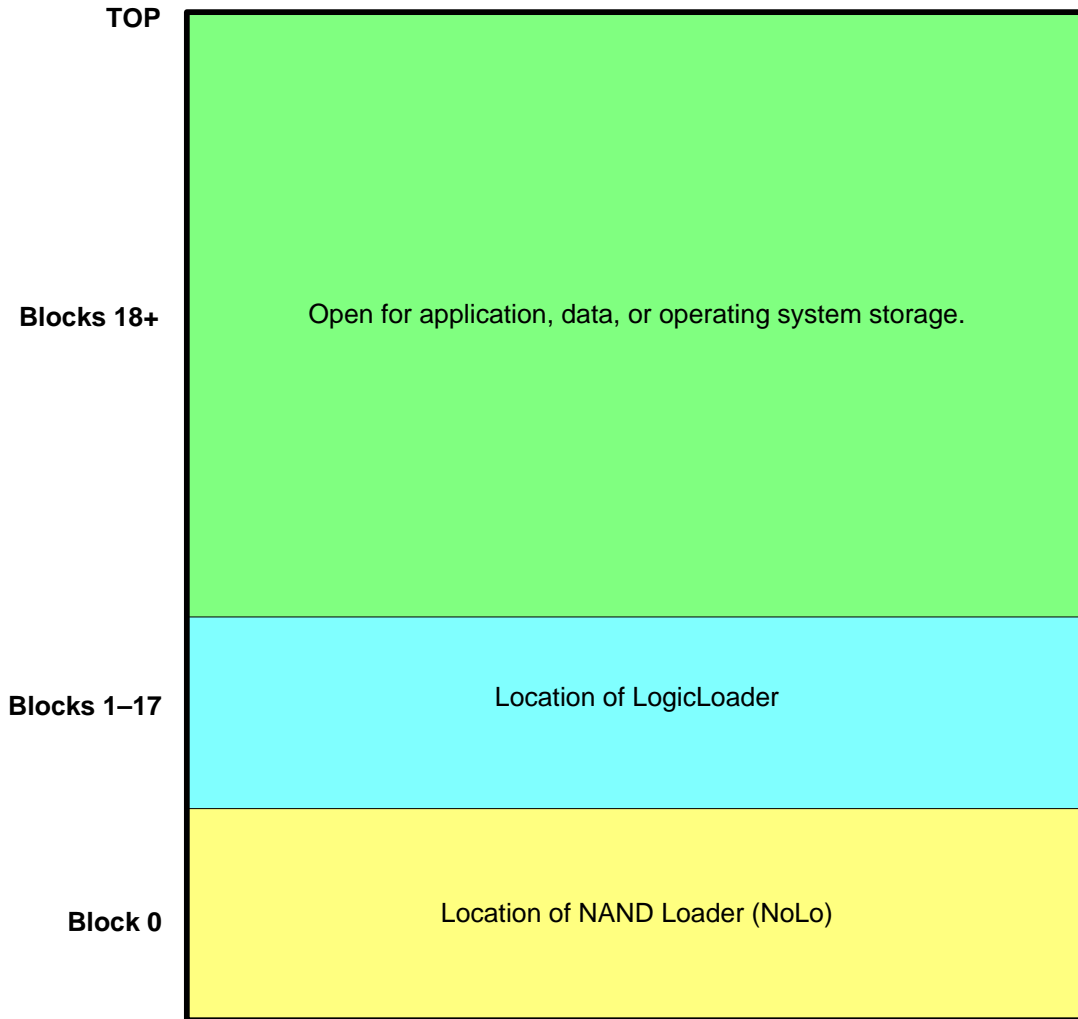 TOP
Blocks 18+
Open for application, data, or operating system storage.
Blocks 1–17
Location of LogicLoader
Block 0
Location of NAND Loader (NoLo)